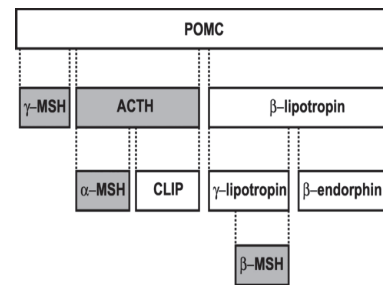 POMC
γ–MSH
ACTH
β–lipotropin
α–MSH
CLIP
γ–lipotropin
β–endorphin
β–MSH